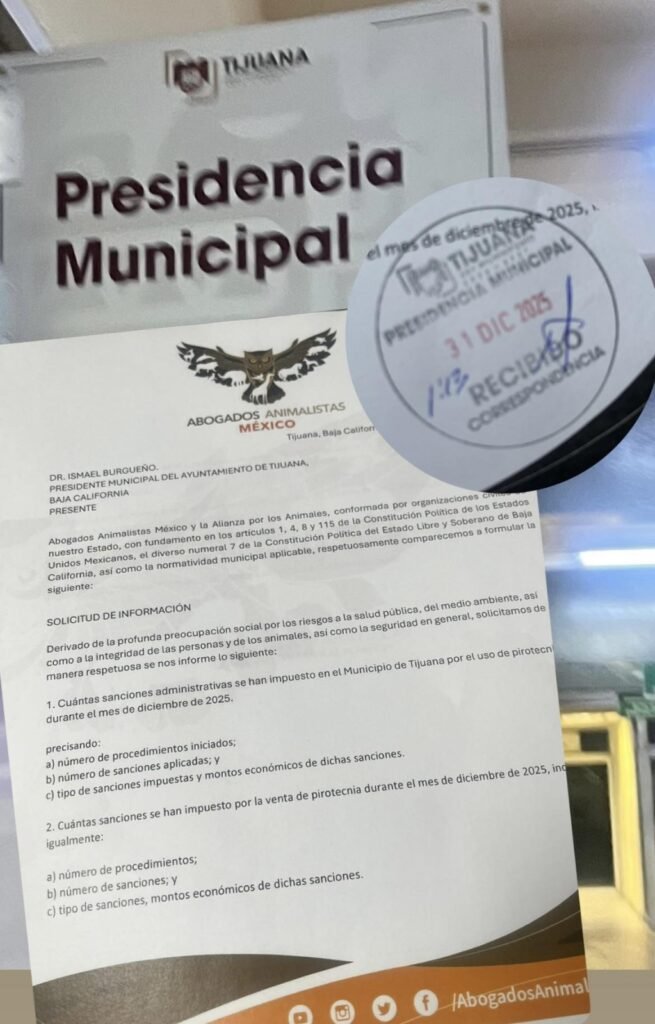 TIJUANA
Presidencia
Municipal
el mes de diciembre de 2025,
TIJUANA
PRESIDENCIA MUNICIPAL
31 DIC 2025
1:13
RECIBIDO
CORRESPONDENCIA
ABOGADOS ANIMALISTAS
MÉXICO
Tijuana, Baja Califor
DR. ISMAEL BURGUEÑO.
PRESIDENTE MUNICIPAL DEL AYUNTAMIENTO DE TIJUANA,
BAJA CALIFORNIA
PRESENTE
Abogados Animalistas México y la Alianza por los Animales, conformada por organizaciones
nuestro Estado, con fundamento en los artículos 1, 4, 8 y 115 de la Constitución Política de los Estados
Unidos Mexicanos, el diverso numeral 7 de la Constitución Política del Estado Libre y Soberano de Baja
California, así como la normatividad municipal aplicable, respetuosamente comparecemos a formular la
siguiente:
SOLICITUD DE INFORMACIÓN
Derivado de la profunda preocupación social por los riesgos a la salud pública, del medio ambiente, así
como a la integridad de las personas y de los animales, así como la seguridad en general, solicitamos de
manera respetuosa se nos informe lo siguiente:
1. Cuántas sanciones administrativas se han impuesto en el Municipio de Tijuana por el uso de pirotecni
durante el mes de diciembre de 2025.
precisando:
a) número de procedimientos iniciados;
b) número de sanciones aplicadas; y
c) tipo de sanciones impuestas y montos económicos de dichas sanciones.
2. Cuántas sanciones se han impuesto por la venta de pirotecnia durante el mes de diciembre de 2025, ind
igualmente:
a) número de procedimientos;
b) número de sanciones; y
c) tipo de sanciones, montos económicos de dichas sanciones.
/AbogadosAnimal